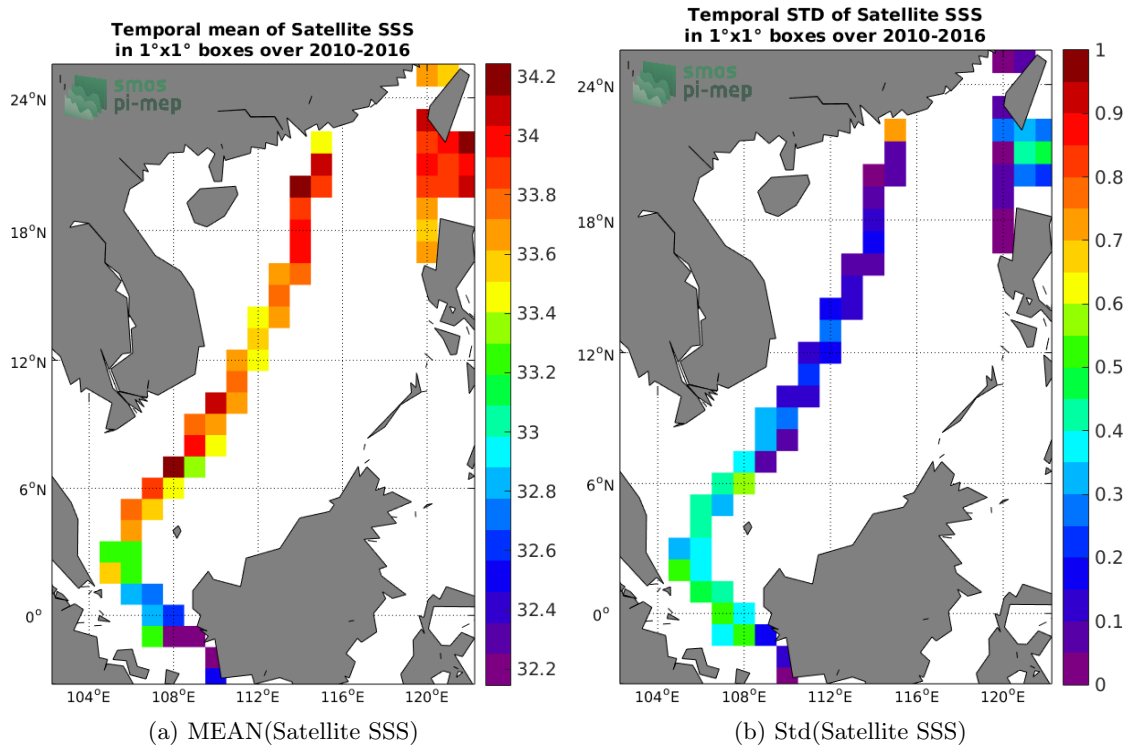 Temporal mean of Satellite SSS
in 1°x1° boxes over 2010-2016
smos
pi-mep
24°N
18°N
12°N
6°N
0°
104°E
108°E
112°E
116°E
120°E
34.2
34
33.8
33.6
33.4
33.2
33
32.8
32.6
32.4
32.2
(a) MEAN(Satellite SSS)
Temporal STD of Satellite SSS
in 1°x1° boxes over 2010-2016
smos
pi-mep
24°N
18°N
12°N
6°N
0°
104°E
108°E
112°E
116°E
120°E
1
0.9
0.8
0.7
0.6
0.5
0.4
0.3
0.2
0.1
0
(b) Std(Satellite SSS)